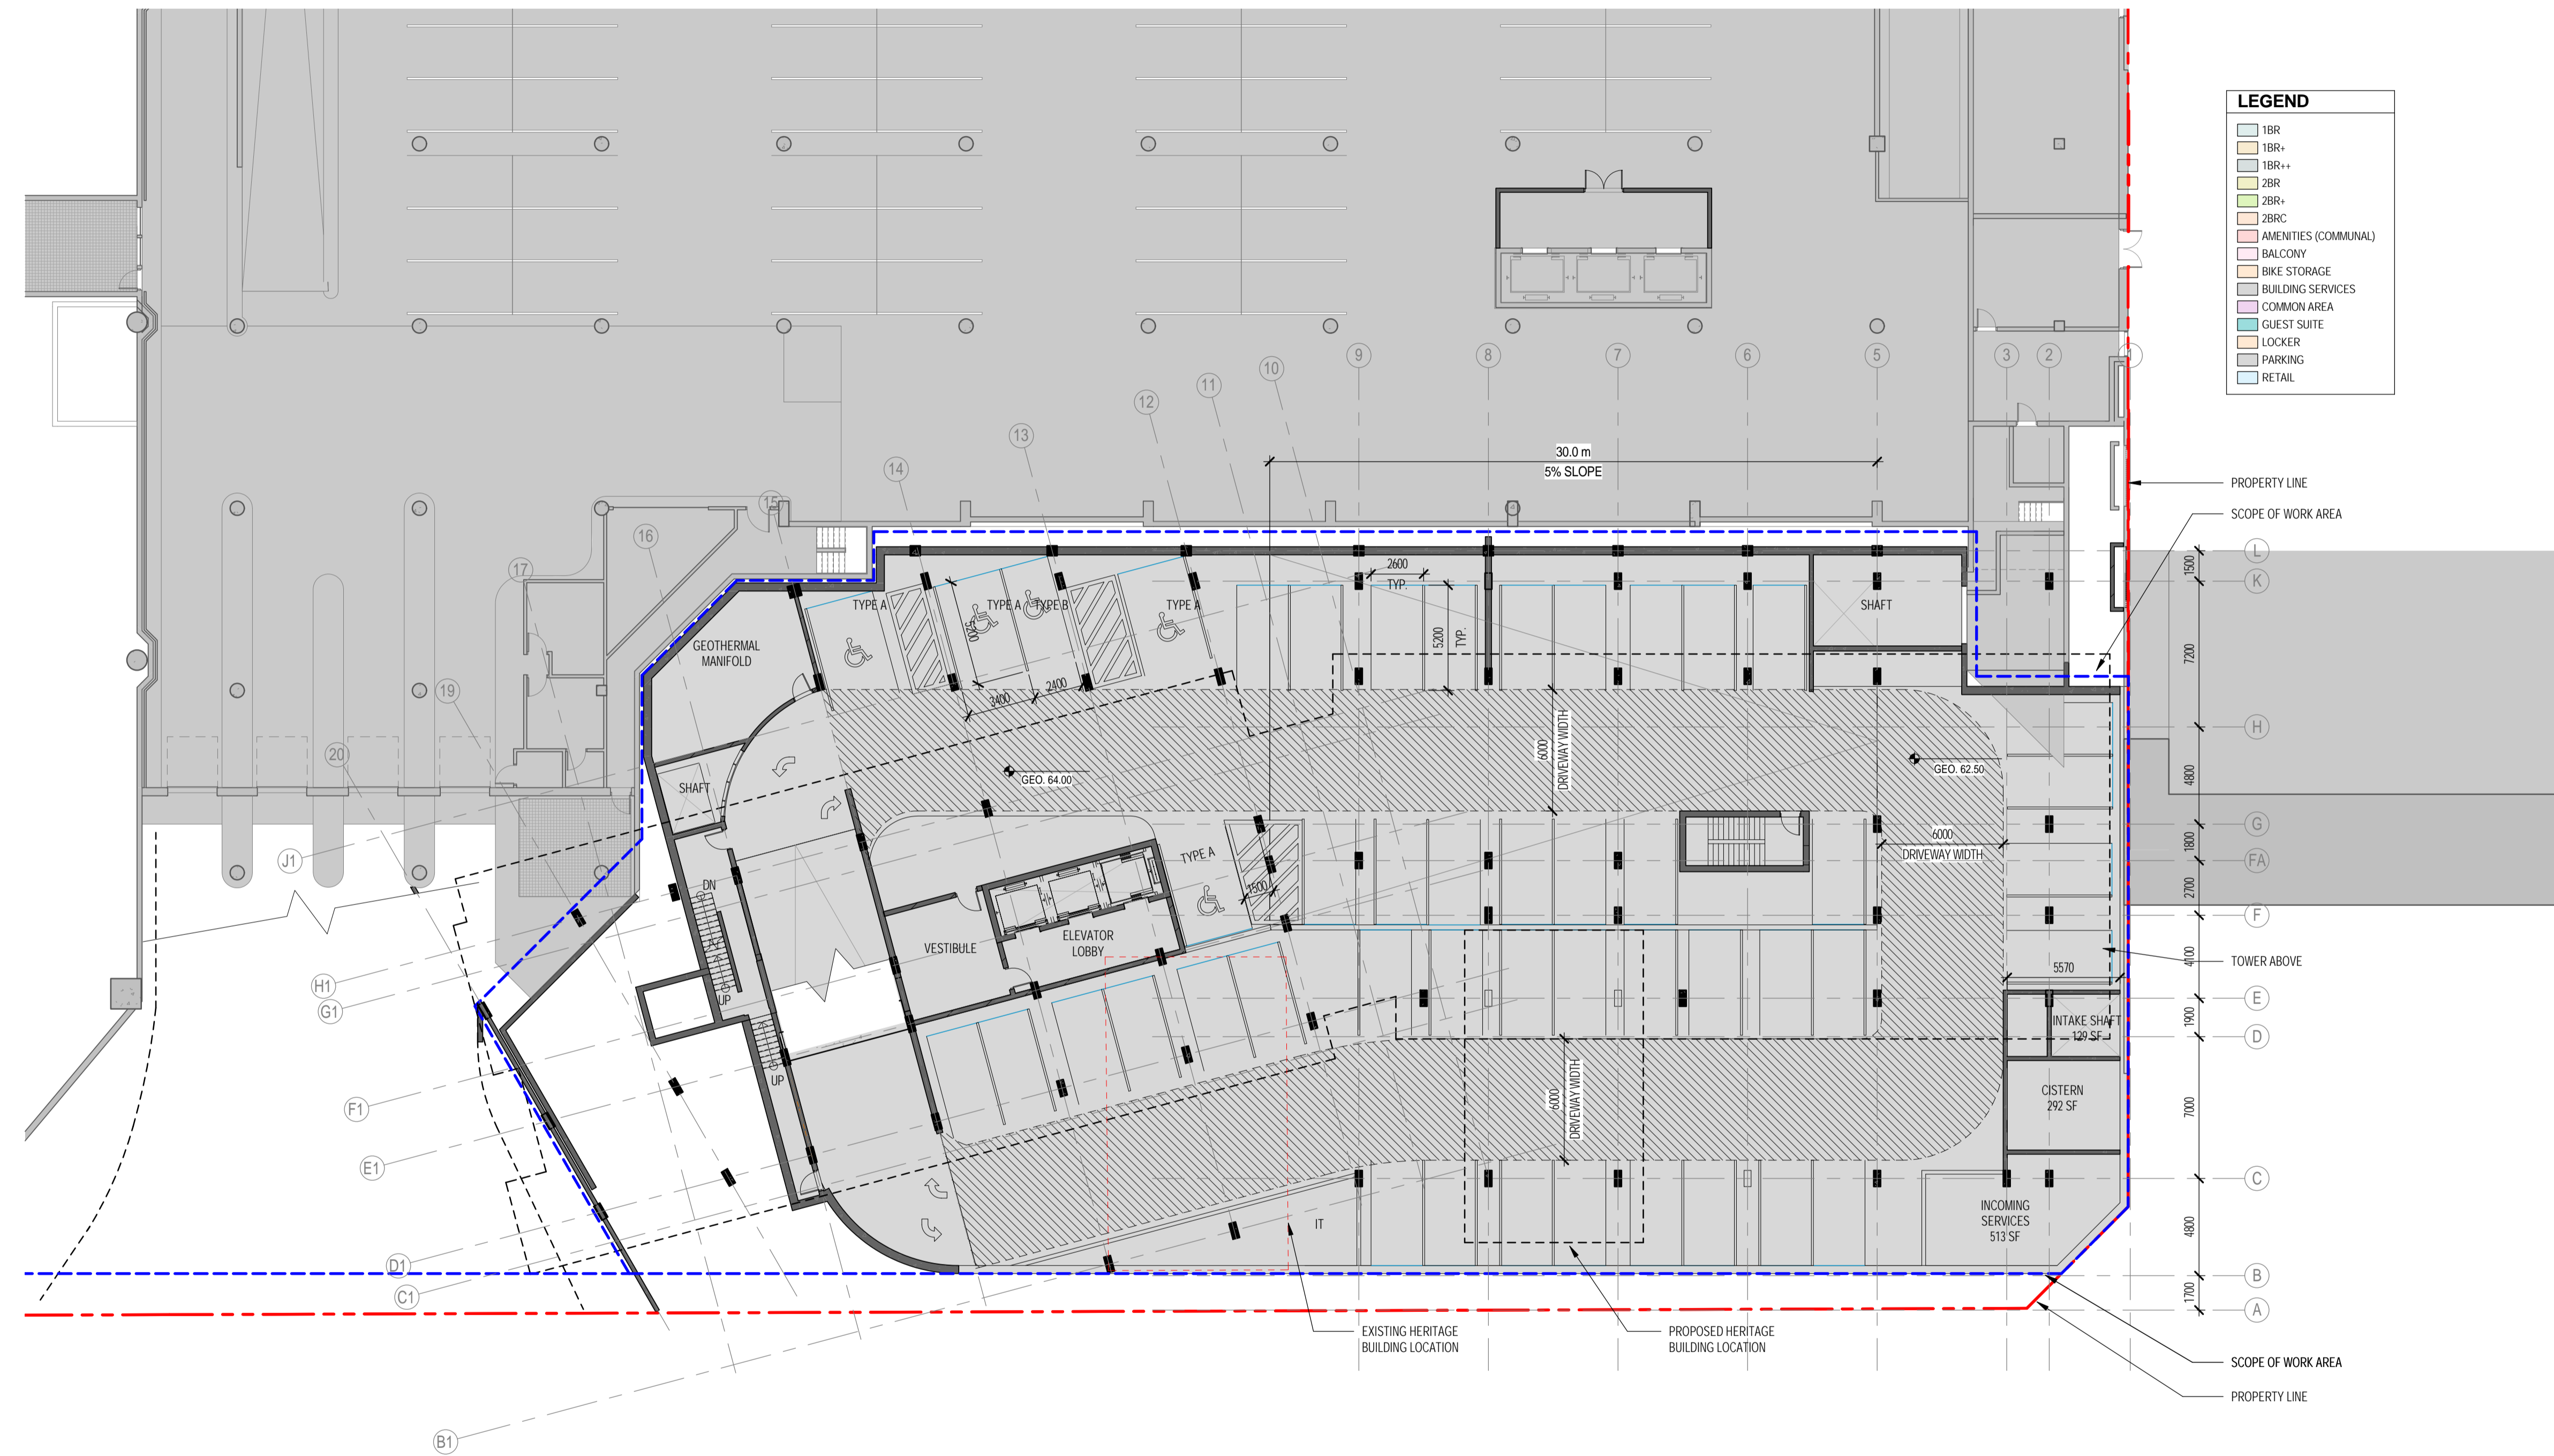 LEGEND
1BR
1BR+
1BR++
2BR
2BR+
2BRC
AMENITIES (COMMUNAL)
BALCONY
BIKE STORAGE
BUILDING SERVICES
COMMON AREA
GUEST SUITE
LOCKER
PARKING
RETAIL
9
8
7
6
5
3
2
10
11
12
13
14
15
16
17
19
20
30.0 m
5% SLOPE
PROPERTY LINE
SCOPE OF WORK AREA
L
1500
K
7200
H
4800
G
1800
FA
2700
F
4100
E
1900
D
7000
C
4800
B
1700
A
2600
TYP.
5200
TYP.
SHAFT
TYPE A
TYPE A
TYPE B
TYPE A
5200
3400
2400
GEOTHERMAL
MANIFOLD
SHAFT
GEO. 64.00
6000
DRIVEWAY WIDTH
GEO. 62.50
6000
DRIVEWAY WIDTH
TYPE A
1500
DN
UP
UP
VESTIBULE
ELEVATOR
LOBBY
5570
TOWER ABOVE
INTAKE SHAFT
129 SF
CISTERN
292 SF
6000
DRIVEWAY WIDTH
INCOMING
SERVICES
513 SF
IT
J1
H1
G1
F1
E1
D1
C1
B1
EXISTING HERITAGE
BUILDING LOCATION
PROPOSED HERITAGE
BUILDING LOCATION
SCOPE OF WORK AREA
PROPERTY LINE